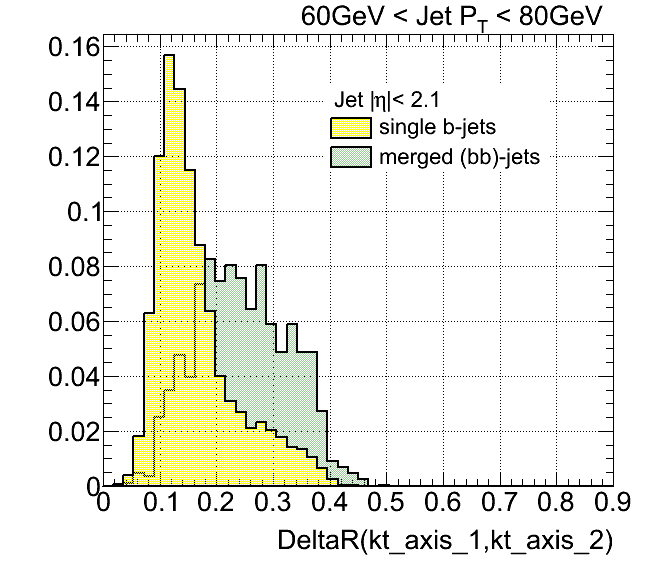 60GeV < Jet P_T < 80GeV
0.16
0.14
0.12
0.1
0.08
0.06
0.04
0.02
0
Jet |η|< 2.1
single b-jets
merged (bb)-jets
0 0.1 0.2 0.3 0.4 0.5 0.6 0.7 0.8 0.9
DeltaR(kt_axis_1,kt_axis_2)